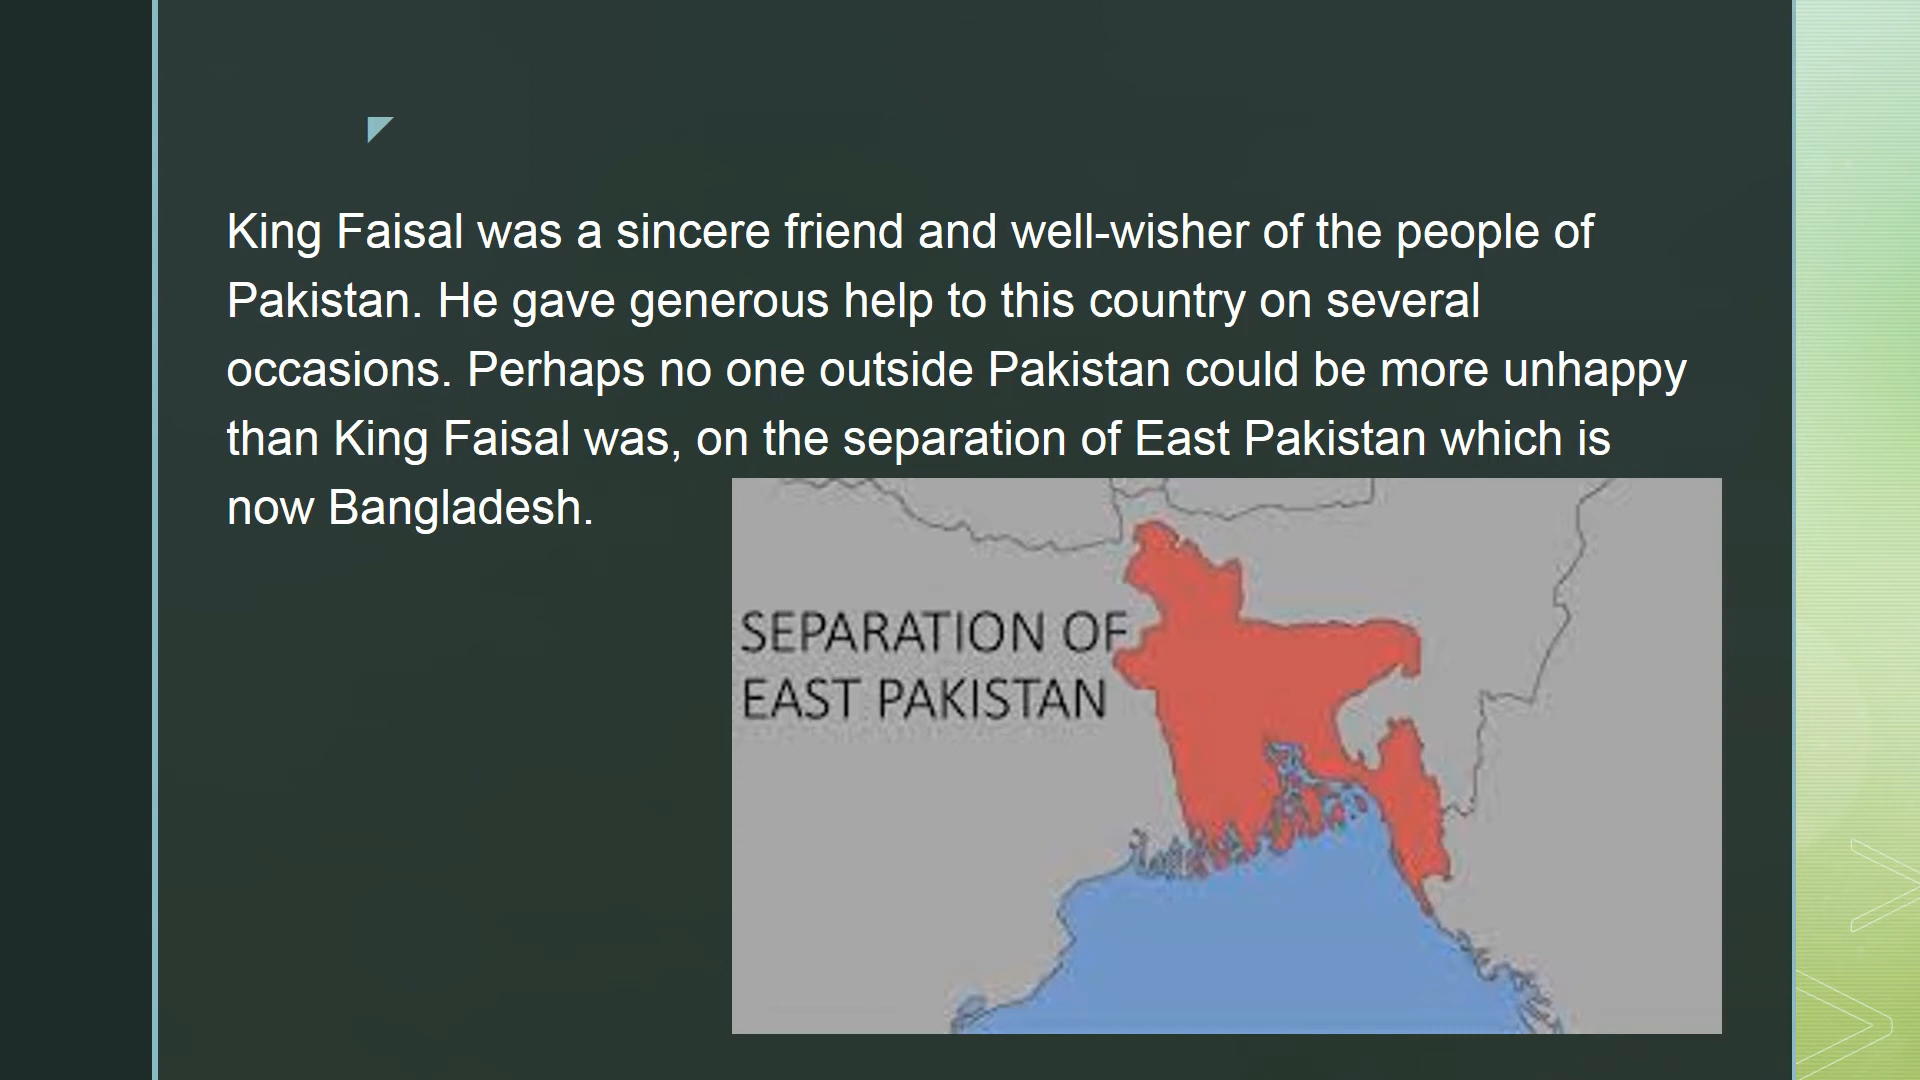 King Faisal was a sincere friend and well-wisher of the people of
Pakistan. He gave generous help to this country on several
occasions. Perhaps no one outside Pakistan could be more unhappy
than King Faisal was, on the separation of East Pakistan which is
now Bangladesh.
SEPARATION OF
EAST PAKISTAN